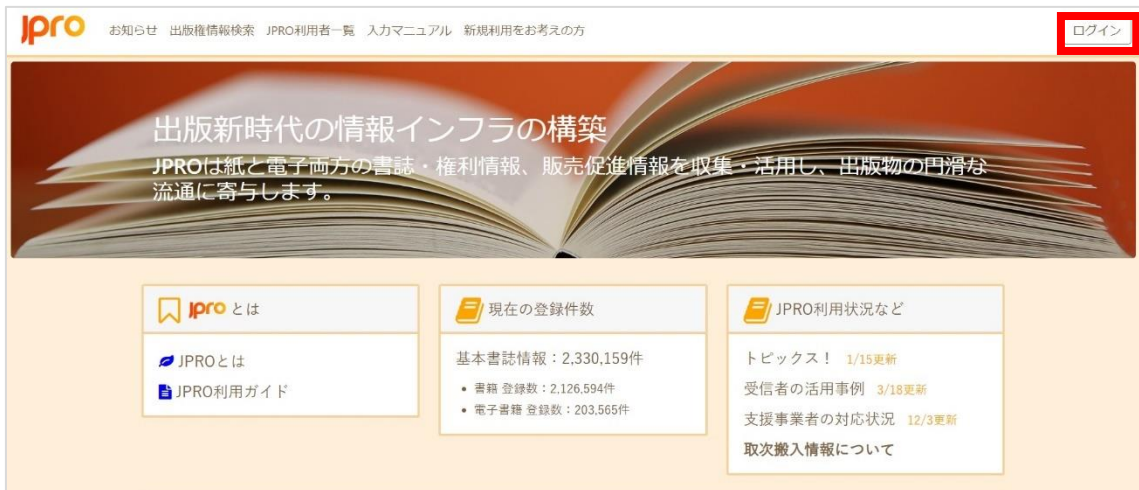 JPro お知らせ 出版権情報検索 JPRO利用者一覧 入力マニュアル 新規利用をお考えの方 ログイン
出版新時代の情報インフラの構築
JPROは紙と電子両方の書誌・権利情報、販売促進情報を収集・活用し、出版物の円滑な
流通に寄与します。
JPro とは
JPROとは
JPRO利用ガイド
現在の登録件数
基本書誌情報：2,330,159件
• 書籍 登録数：2,126,594件
• 電子書籍 登録数：203,565件
JPRO利用状況など
トピックス！ 1/15更新
受信者の活用事例 3/18更新
支援事業者の対応状況 12/3更新
取次搬入情報について